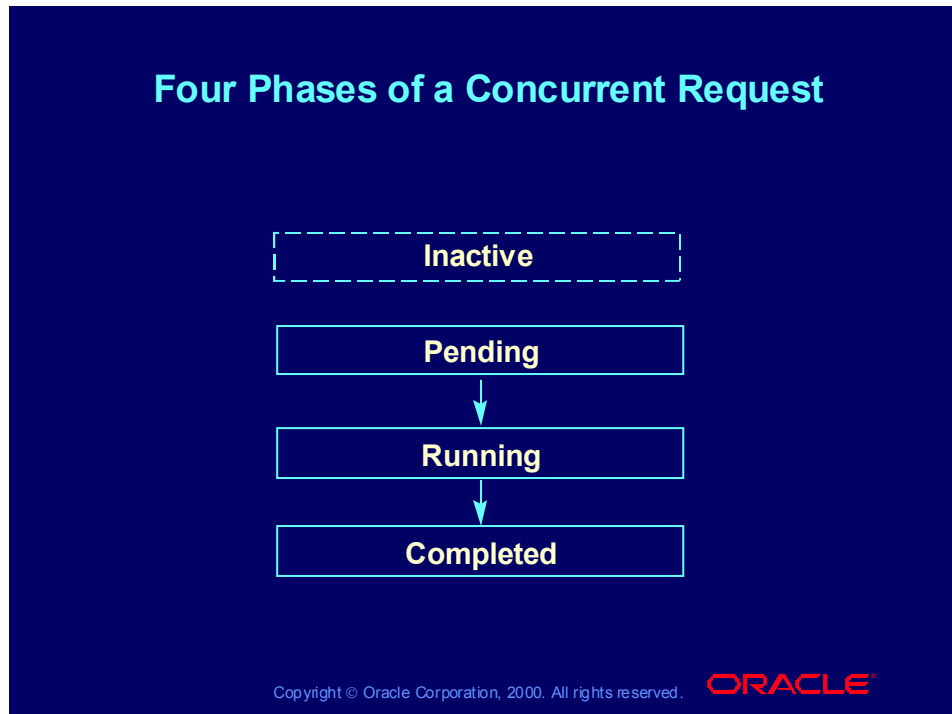 Four Phases of a Concurrent Request
Inactive
Pending
Running
Completed
Copyright © Oracle Corporation, 2000. All rights reserved.
ORACLE®